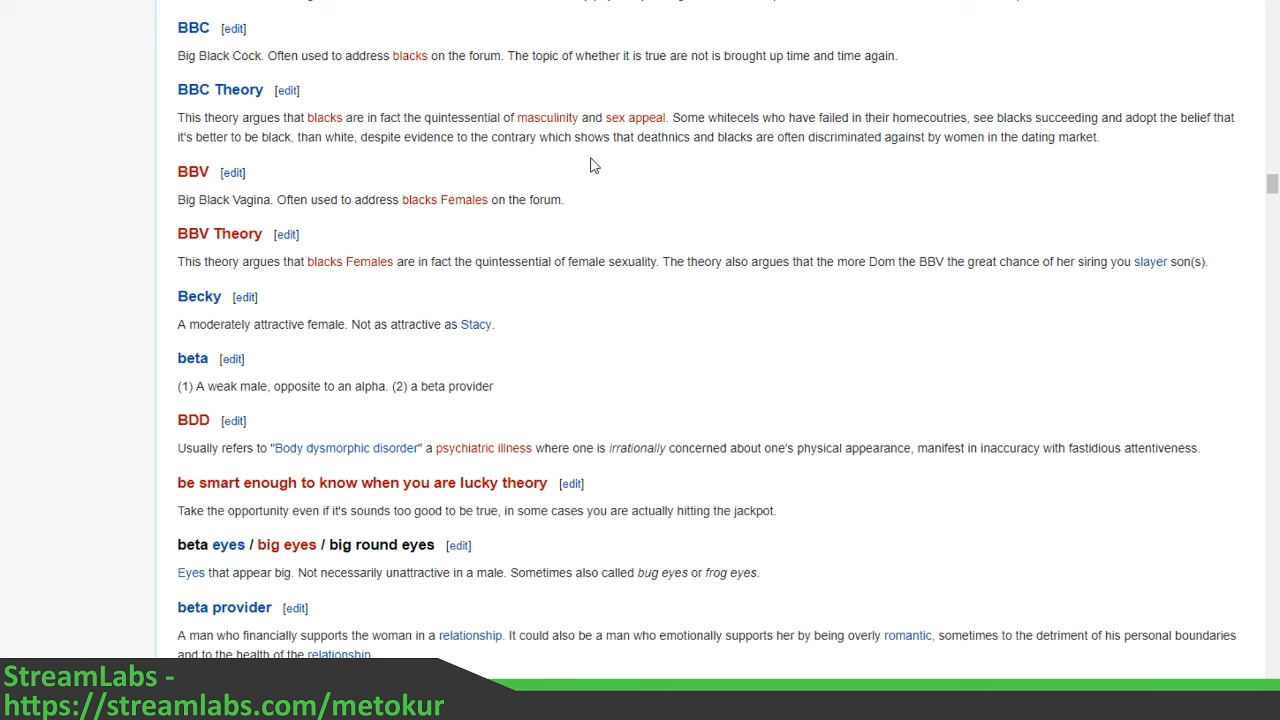 BBC [edit]
Big Black Cock. Often used to address blacks on the forum. The topic of whether it is true are not is brought up time and time again.
BBC Theory [edit]
This theory argues that blacks are in fact the quintessential of masculinity and sex appeal. Some whitecels who have failed in their homecoutries, see blacks succeeding and adopt the belief that
it's better to be black, than white, despite evidence to the contrary which shows that deathnics and blacks are often discriminated against by women in the dating market.
BBV [edit]
Big Black Vagina. Often used to address blacks Females on the forum.
BBV Theory [edit]
This theory argues that blacks Females are in fact the quintessential of female sexuality. The theory also argues that the more Dom the BBV the great chance of her siring you slayer son(s).
Becky [edit]
A moderately attractive female. Not as attractive as Stacy.
beta [edit]
(1) A weak male, opposite to an alpha. (2) a beta provider
BDD [edit]
Usually refers to "Body dysmorphic disorder" a psychiatric illness where one is irrationally concerned about one's physical appearance, manifest in inaccuracy with fastidious attentiveness.
be smart enough to know when you are lucky theory [edit]
Take the opportunity even if it's sounds too good to be true, in some cases you are actually hitting the jackpot.
beta eyes / big eyes / big round eyes [edit]
Eyes that appear big. Not necessarily unattractive in a male. Sometimes also called bug eyes or frog eyes.
beta provider [edit]
A man who financially supports the woman in a relationship. It could also be a man who emotionally supports her by being overly romantic, sometimes to the detriment of his personal boundaries
and to the health of the relationship.
StreamLabs -
https://streamlabs.com/metokur